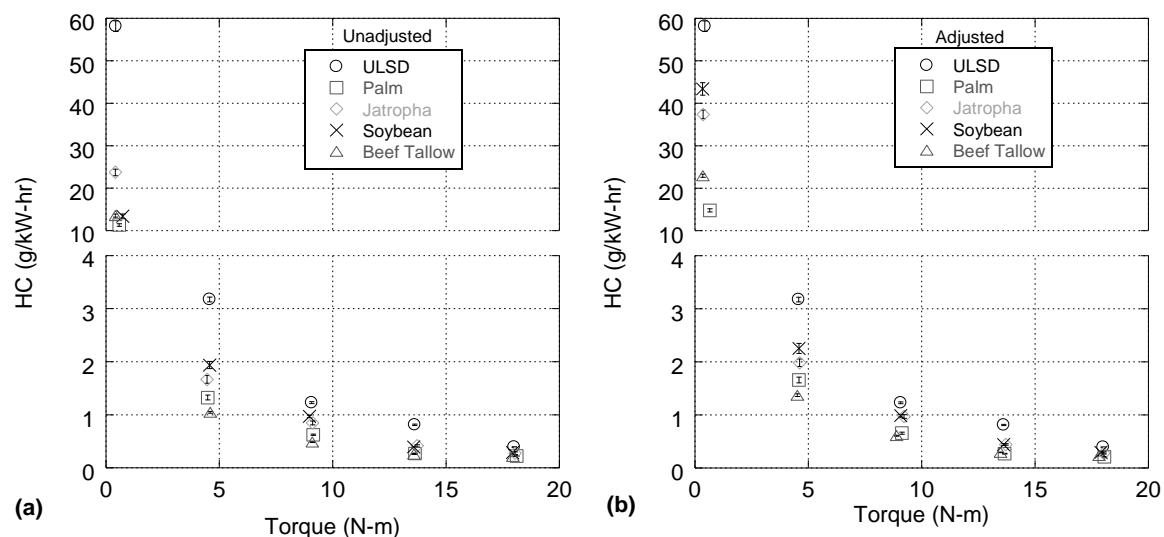 60
50
40
30
20
10
4
3
2
1
0
0
5
10
15
20
HC (g/kW-hr)
Torque (N-m)
Unadjusted
ULSD
Palm
Jatropha
Soybean
Beef Tallow
(a)
60
50
40
30
20
10
4
3
2
1
0
0
5
10
15
20
HC (g/kW-hr)
Torque (N-m)
Adjusted
ULSD
Palm
Jatropha
Soybean
Beef Tallow
(b)